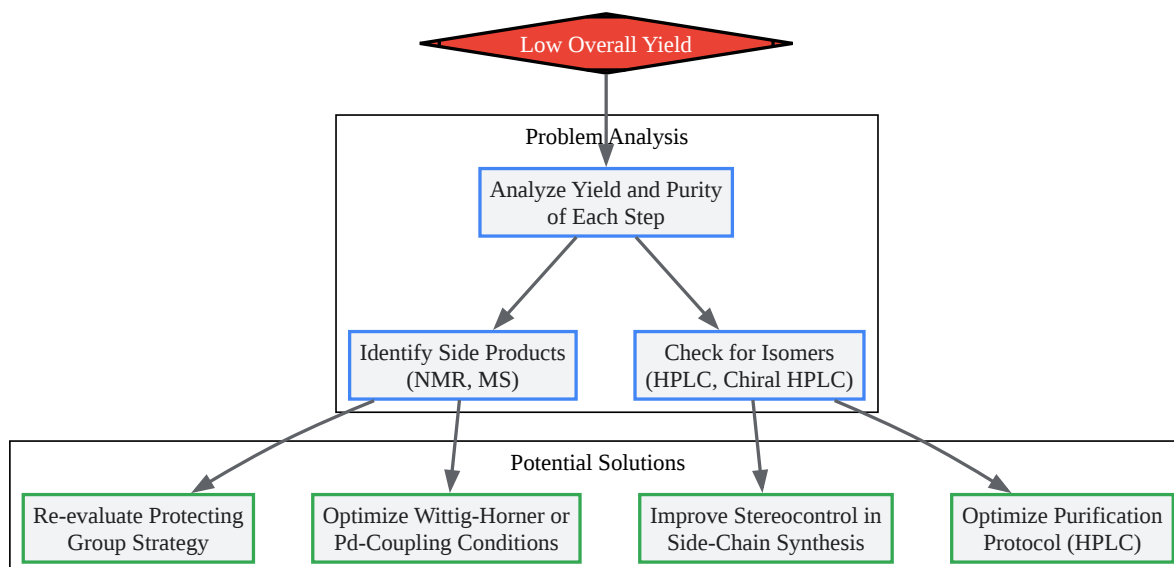 Low Overall Yield
Problem Analysis
Analyze Yield and Purity
of Each Step
Identify Side Products
(NMR, MS)
Check for Isomers
(HPLC, Chiral HPLC)
Potential Solutions
Re-evaluate Protecting
Group Strategy
Optimize Wittig-Horner or
Pd-Coupling Conditions
Improve Stereocontrol in
Side-Chain Synthesis
Optimize Purification
Protocol (HPLC)